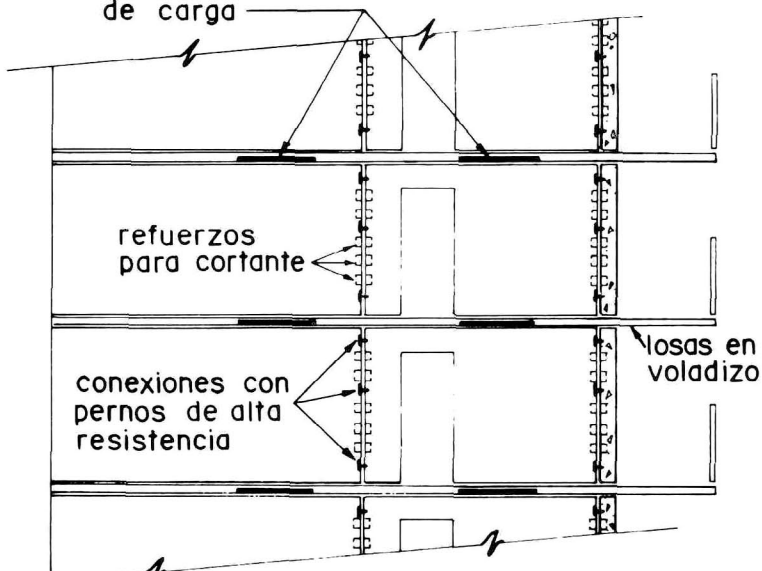 de carga
refuerzos
para cortante
losas en
voladizo
conexiones con
pernos de alta
resistencia